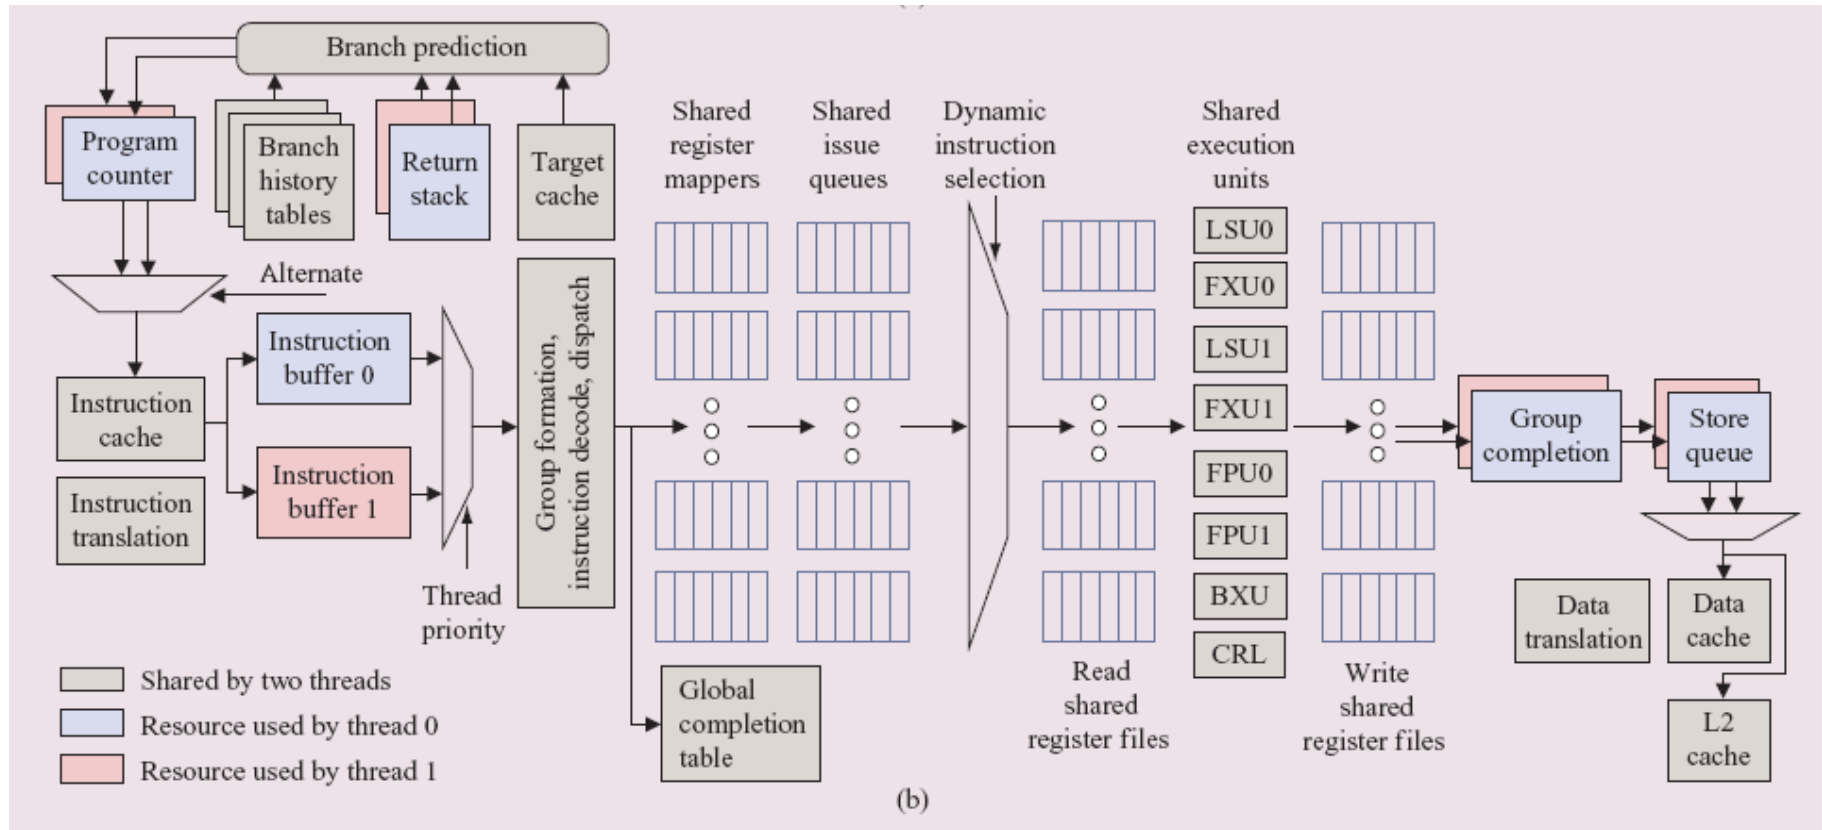 Branch prediction
Program
counter
Branch
history
tables
Return
stack
Target
cache
Shared
register
mappers
Shared
issue
queues
Dynamic
instruction
selection
Shared
execution
units
Alternate
Instruction
cache
Instruction
translation
Instruction
buffer 0
Instruction
buffer 1
Thread
priority
Group formation,
instruction decode, dispatch
Global
completion
table
LSU0
FXU0
LSU1
FXU1
FPU0
FPU1
BXU
CRL
Read
shared
register files
Write
shared
register files
Group
completion
Store
queue
Data
translation
Data
cache
L2
cache
Shared by two threads
Resource used by thread 0
Resource used by thread 1
(b)